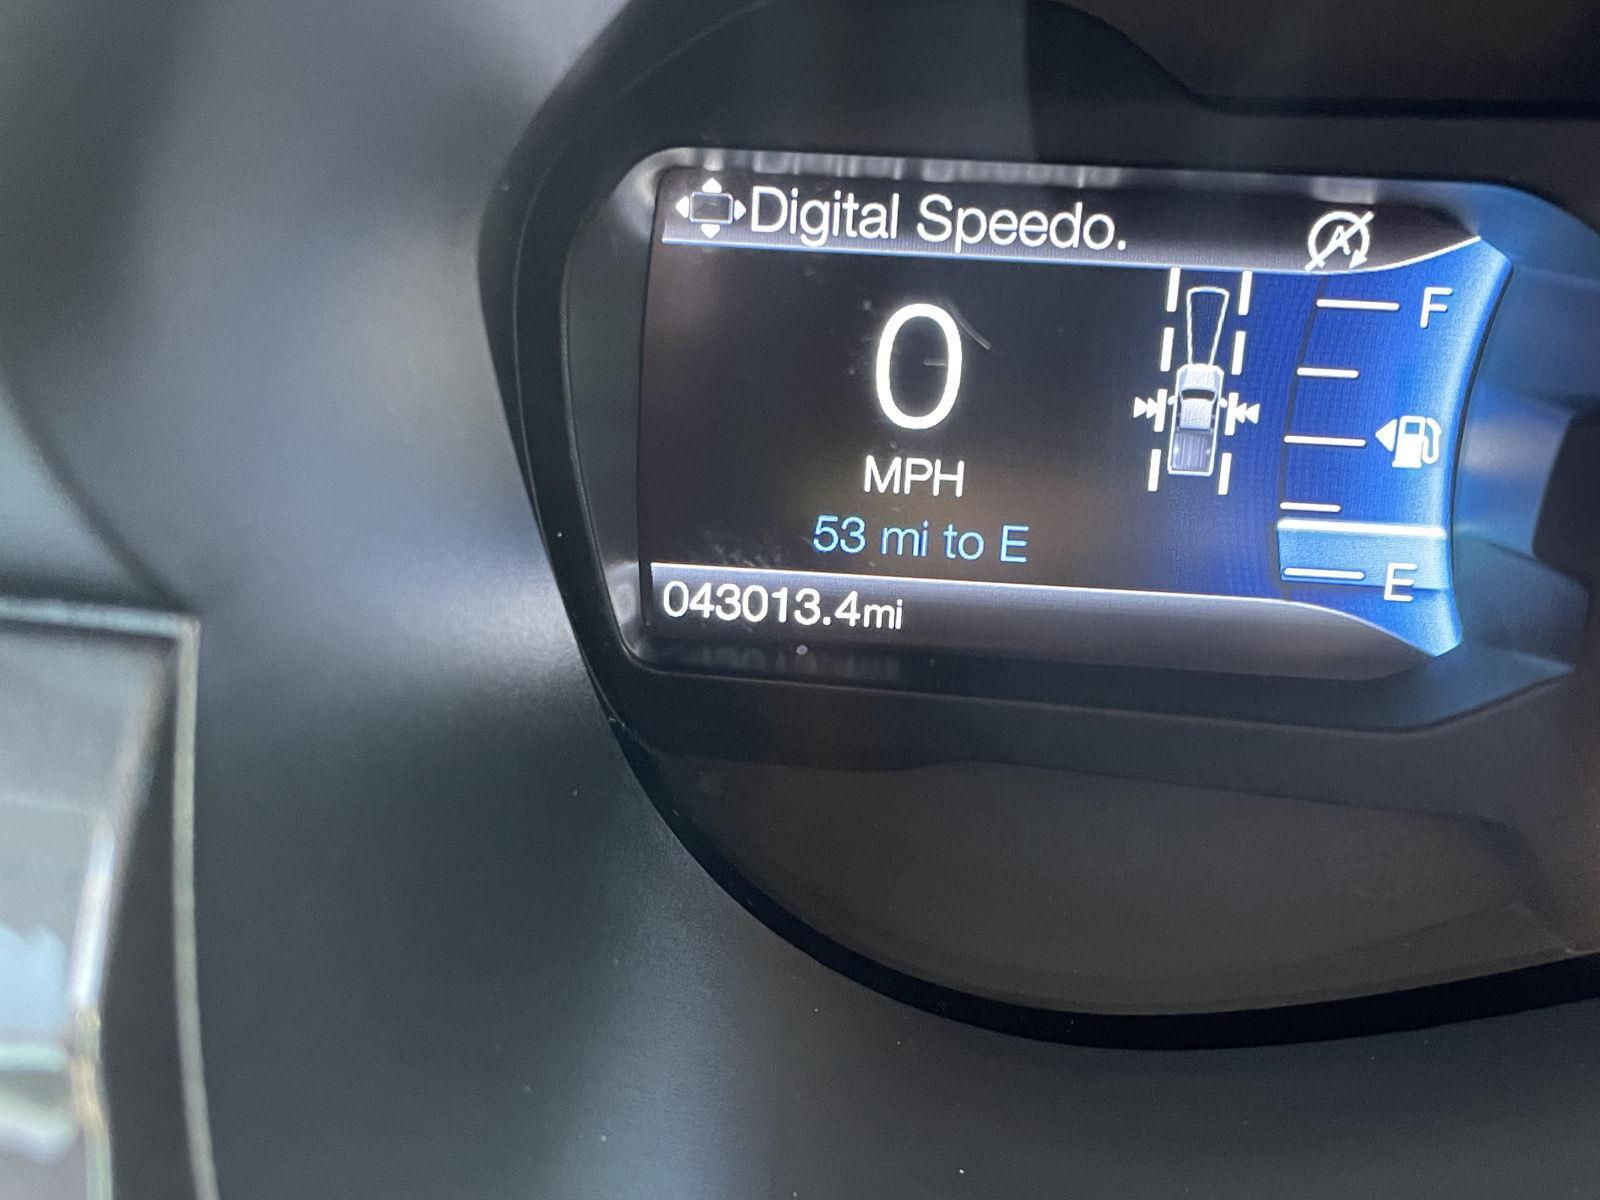 Digital Speedo.
A
F
0
MPH
53 mi to E
E
043013.4mi